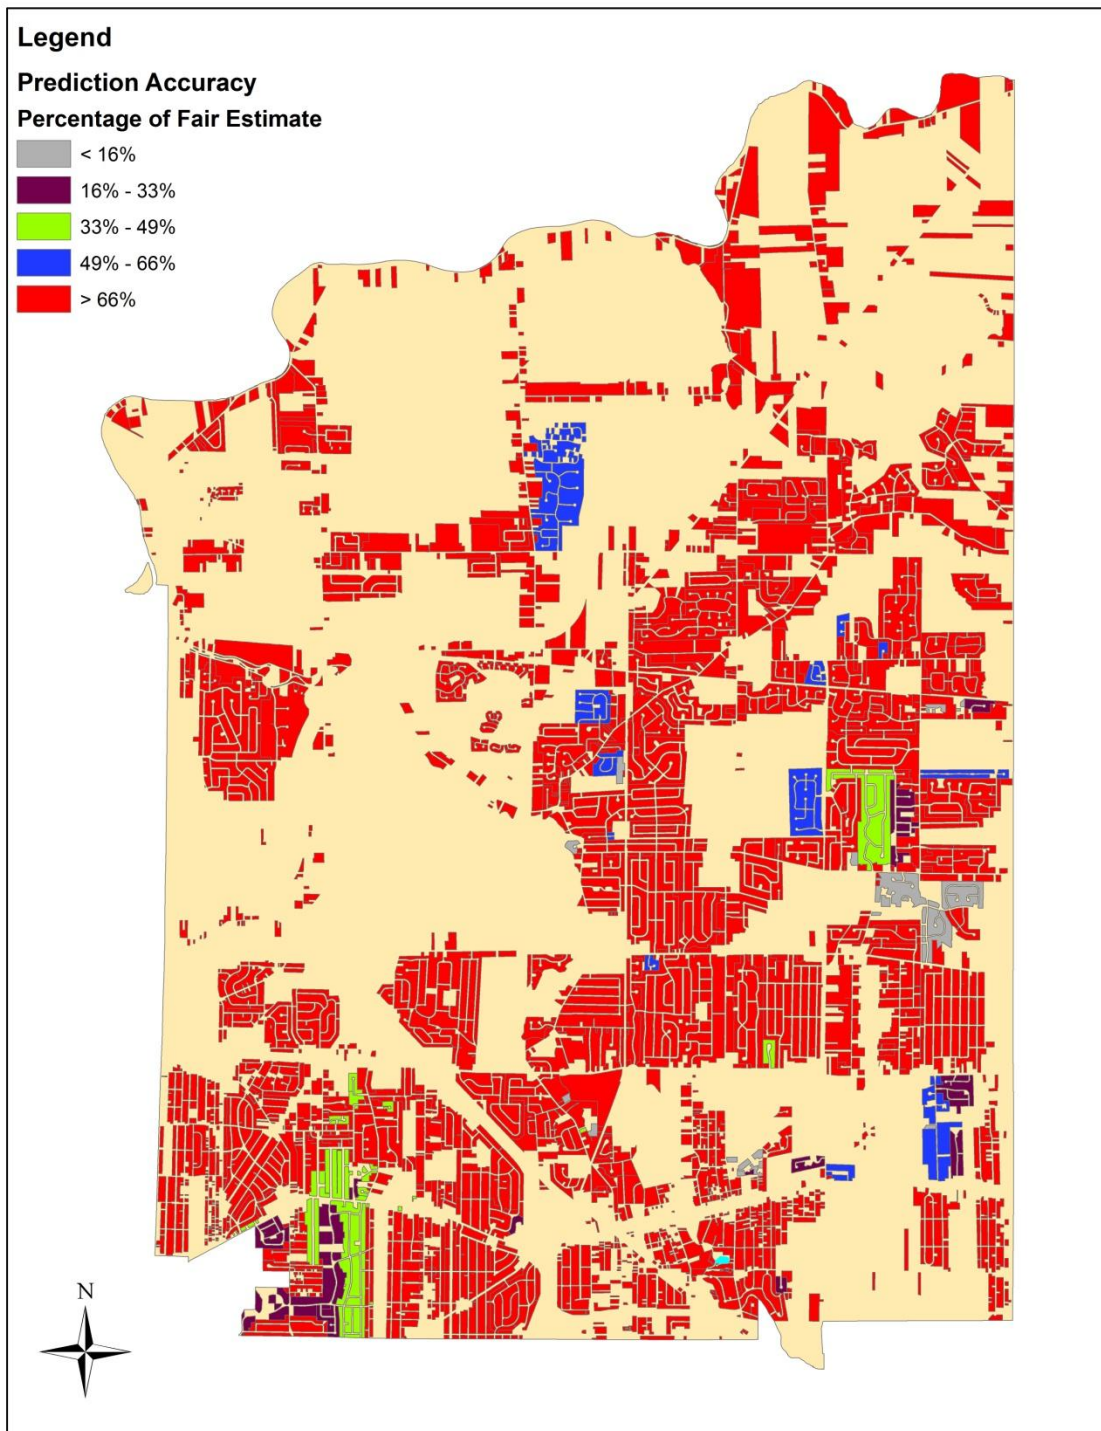 Legend
Prediction Accuracy
Percentage of Fair Estimate
< 16%
16% - 33%
33% - 49%
49% - 66%
> 66%
N